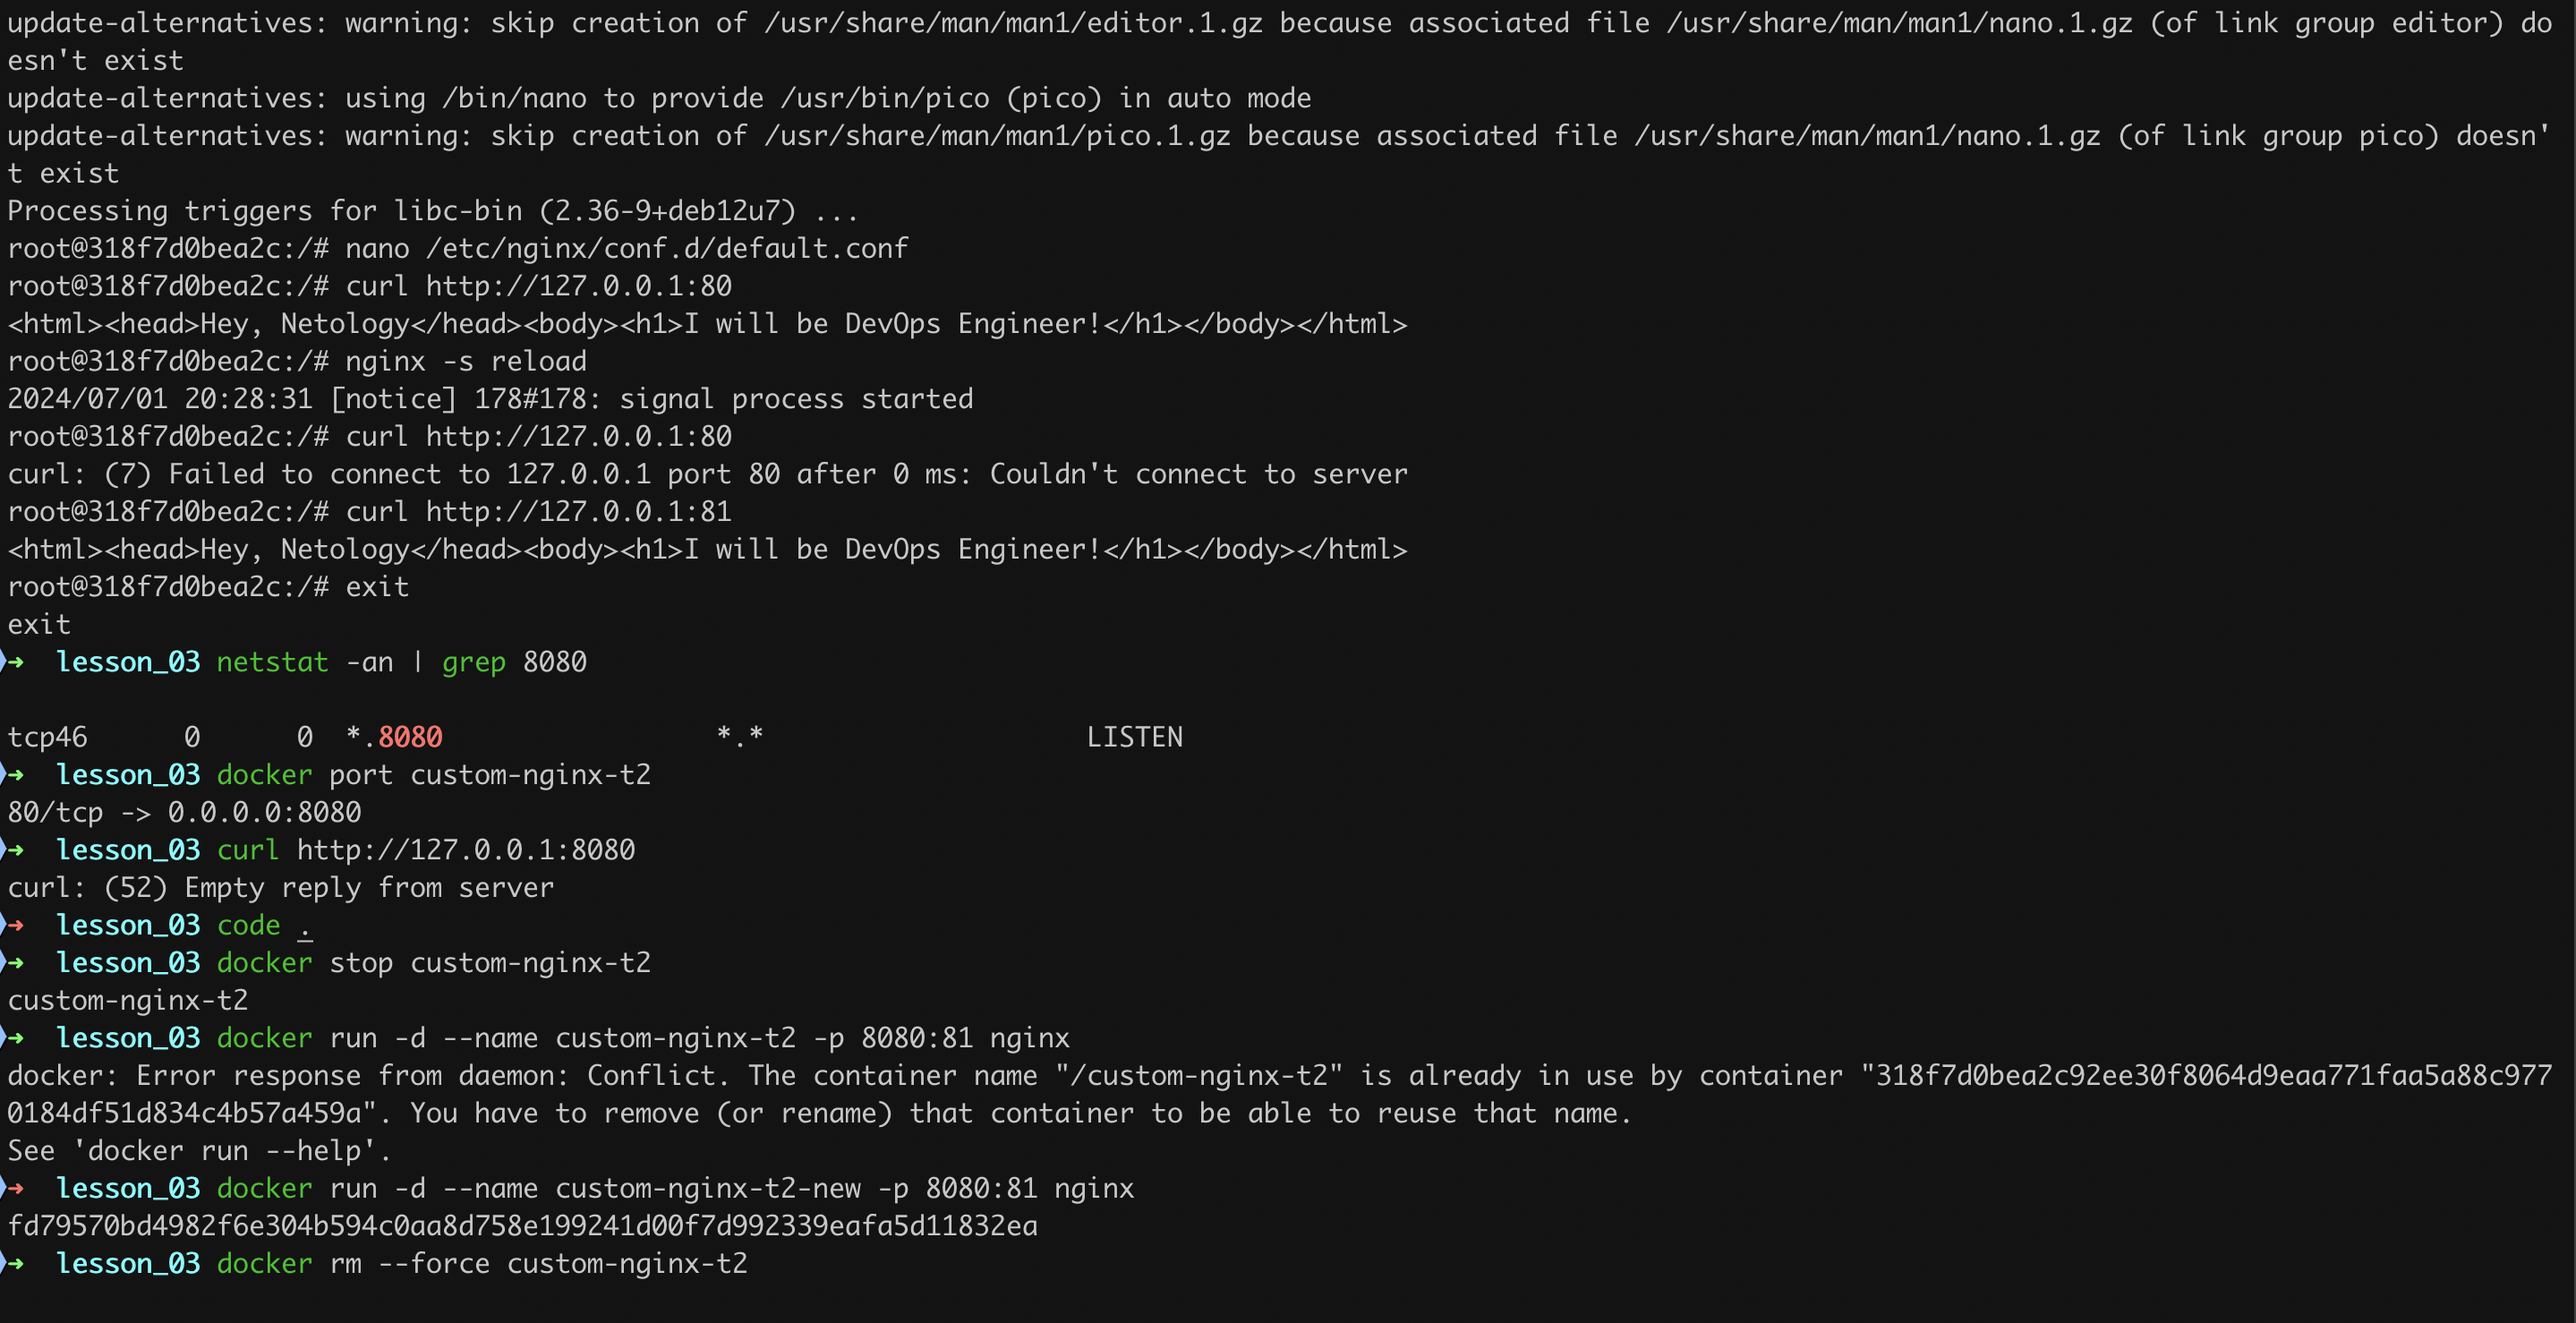 update-alternatives: warning: skip creation of /usr/share/man/man1/editor.1.gz because associated file /usr/share/man/man1/nano.1.gz (of link group editor) do
esn't exist
update-alternatives: using /bin/nano to provide /usr/bin/pico (pico) in auto mode
update-alternatives: warning: skip creation of /usr/share/man/man1/pico.1.gz because associated file /usr/share/man/man1/nano.1.gz (of link group pico) doesn'
t exist
Processing triggers for libc-bin (2.36-9+deb12u7) ...
root@318f7d0bea2c:/# nano /etc/nginx/conf.d/default.conf
root@318f7d0bea2c:/# curl http://127.0.0.1:80
<html><head>Hey, Netology</head><body><h1>I will be DevOps Engineer!</h1></body></html>
root@318f7d0bea2c:/# nginx -s reload
2024/07/01 20:28:31 [notice] 178#178: signal process started
root@318f7d0bea2c:/# curl http://127.0.0.1:80
curl: (7) Failed to connect to 127.0.0.1 port 80 after 0 ms: Couldn't connect to server
root@318f7d0bea2c:/# curl http://127.0.0.1:81
<html><head>Hey, Netology</head><body><h1>I will be DevOps Engineer!</h1></body></html>
root@318f7d0bea2c:/# exit
exit
➜  lesson_03 netstat -an | grep 8080
tcp46      0      0  *.8080                 *.*                    LISTEN
➜  lesson_03 docker port custom-nginx-t2
80/tcp -> 0.0.0.0:8080
➜  lesson_03 curl http://127.0.0.1:8080
curl: (52) Empty reply from server
➜  lesson_03 code .
➜  lesson_03 docker stop custom-nginx-t2
custom-nginx-t2
➜  lesson_03 docker run -d --name custom-nginx-t2 -p 8080:81 nginx
docker: Error response from daemon: Conflict. The container name "/custom-nginx-t2" is already in use by container "318f7d0bea2c92ee30f8064d9eaa771faa5a88c977
0184df51d834c4b57a459a". You have to remove (or rename) that container to be able to reuse that name.
See 'docker run --help'.
➜  lesson_03 docker run -d --name custom-nginx-t2-new -p 8080:81 nginx
fd79570bd4982f6e304b594c0aa8d758e199241d00f7d992339eafa5d11832ea
➜  lesson_03 docker rm --force custom-nginx-t2